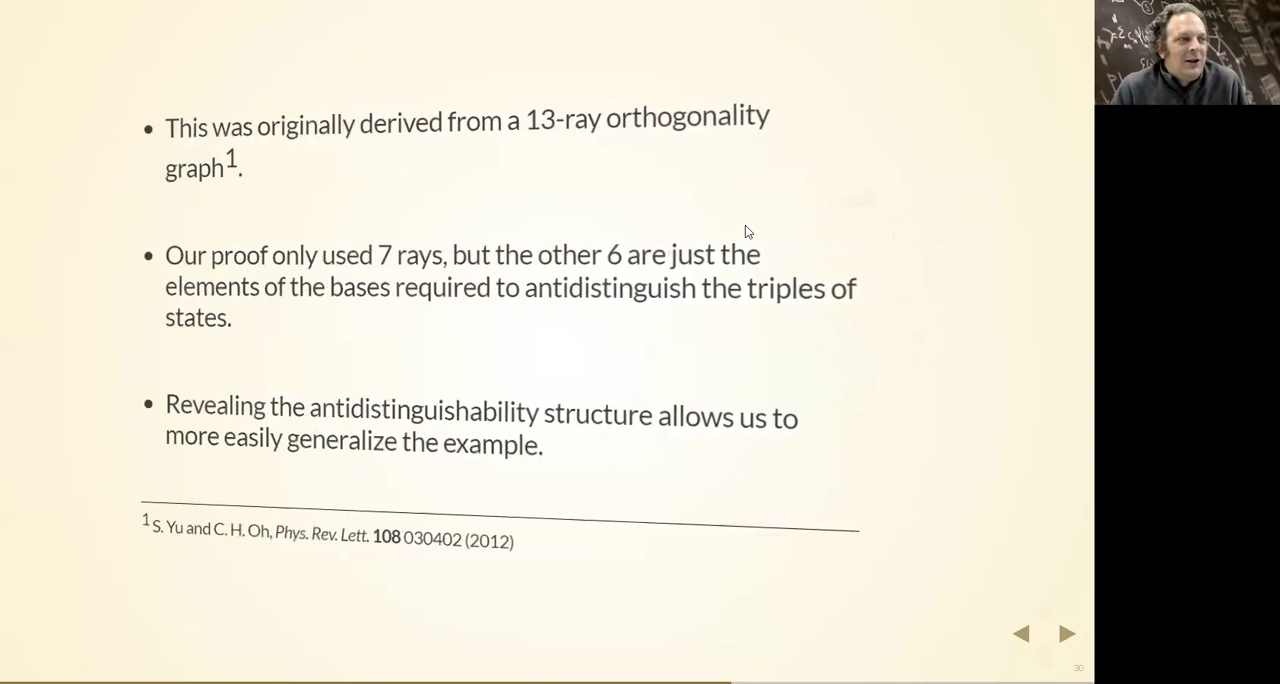 • This was originally derived from a 13-ray orthogonality
graph1.
• Our proof only used 7 rays, but the other 6 are just the
elements of the bases required to antidistinguish the triples of
states.
• Revealing the antidistinguishability structure allows us to
more easily generalize the example.
1 S. Yu and C. H. Oh, Phys. Rev. Lett. 108 030402 (2012)
30